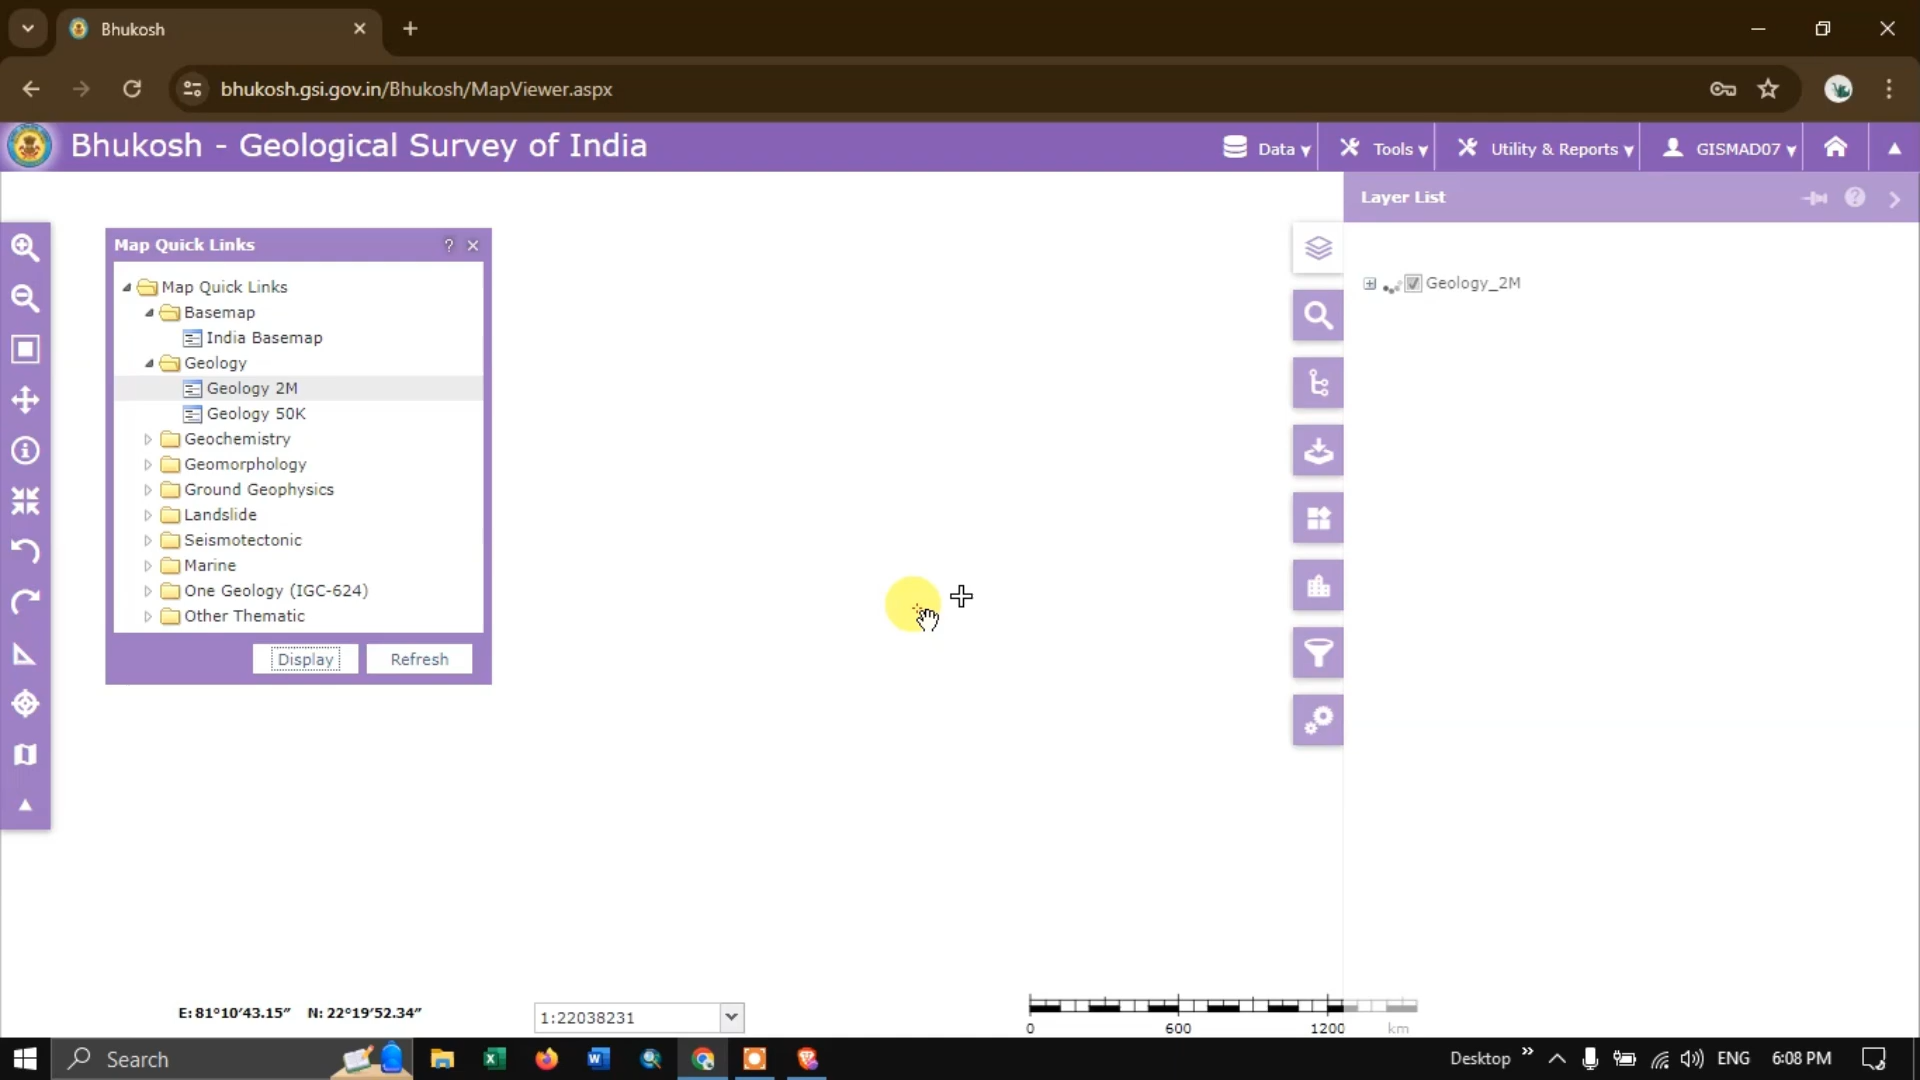 Bhukosh
bhukosh.gsi.gov.in/Bhukosh/MapViewer.aspx
Bhukosh - Geological Survey of India
Data
Tools
Utility & Reports
GISMAD07
Layer List
Geology_2M
Map Quick Links
Map Quick Links
Basemap
India Basemap
Geology
Geology 2M
Geology 50K
Geochemistry
Geomorphology
Ground Geophysics
Landslide
Seismotectonic
Marine
One Geology (IGC-624)
Other Thematic
Display
Refresh
E: 81°10′43.15″ N: 22°19′52.34″
1:22038231
0 600 1200 km
Search
Desktop
ENG
6:08 PM